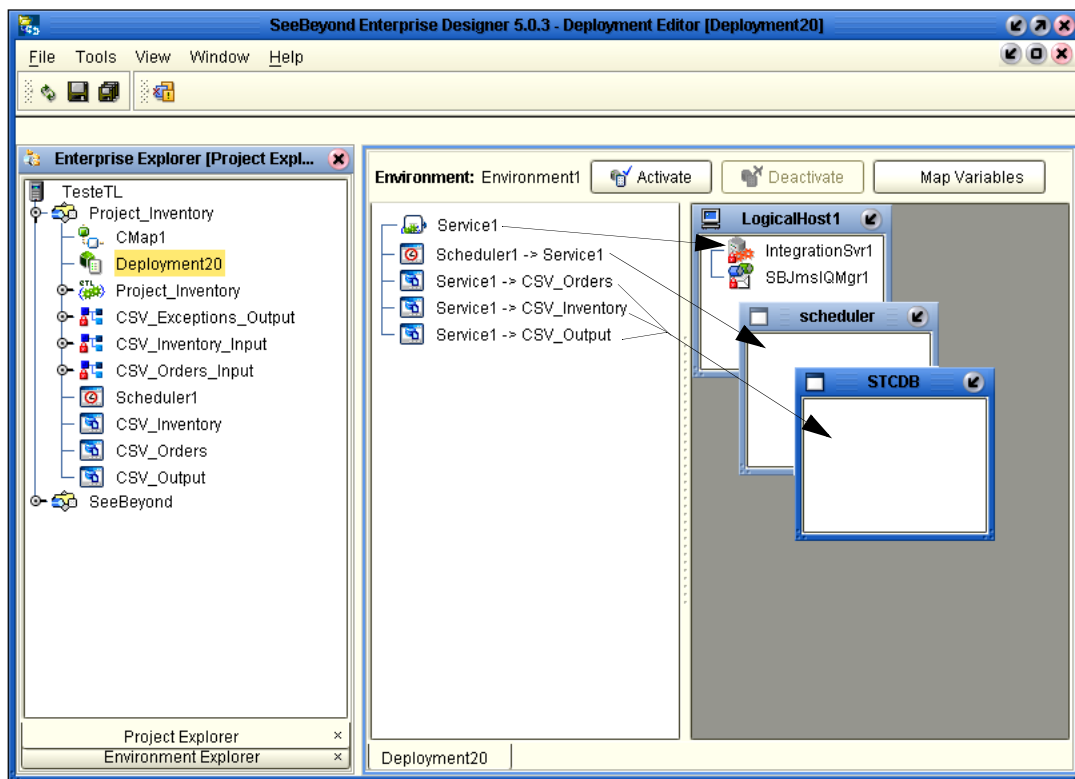 SeeBeyond Enterprise Designer 5.0.3 - Deployment Editor [Deployment20]
File Tools View Window Help
Enterprise Explorer [Project Expl...
TesteTL
Project_Inventory
CMap1
Deployment20
Project_Inventory
CSV_Exceptions_Output
CSV_Inventory_Input
CSV_Orders_Input
Scheduler1
CSV_Inventory
CSV_Orders
CSV_Output
SeeBeyond
Project Explorer
Environment Explorer
Environment: Environment1 Activate Deactivate Map Variables
Service1
Scheduler1 -> Service1
Service1 -> CSV_Orders
Service1 -> CSV_Inventory
Service1 -> CSV_Output
LogicalHost1
IntegrationSvr1
SBJmsIQMgr1
scheduler
STCDB
Deployment20